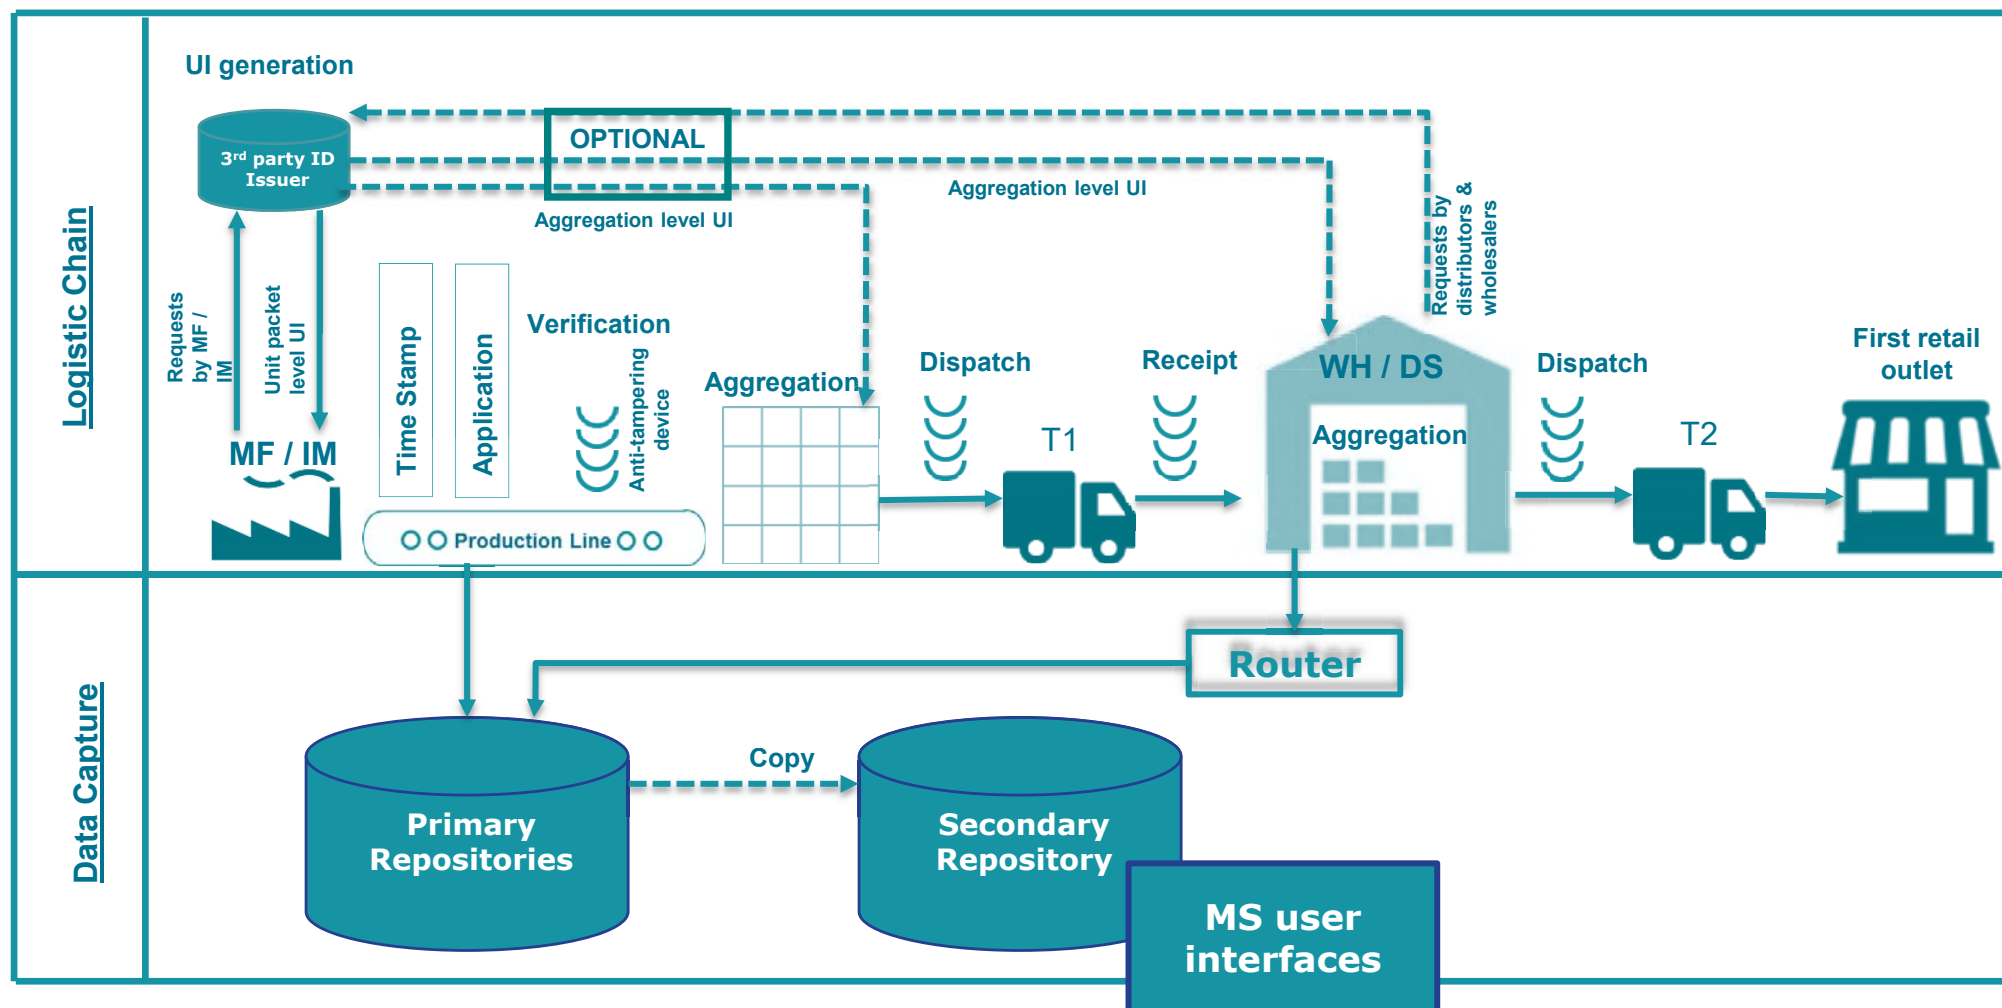 Logistic Chain
UI generation
3rd party ID
Issuer
OPTIONAL
Aggregation level UI
Aggregation level UI
Requests by
distributors &
wholesalers
Requests
by MF /
IM
Unit packet
level UI
MF / IM
Time Stamp
Application
Verification
Anti-tampering
device
Production Line
Aggregation
Dispatch
T1
Receipt
WH / DS
Aggregation
Dispatch
T2
First retail
outlet
Data Capture
Router
Primary
Repositories
Copy
Secondary
Repository
MS user
interfaces